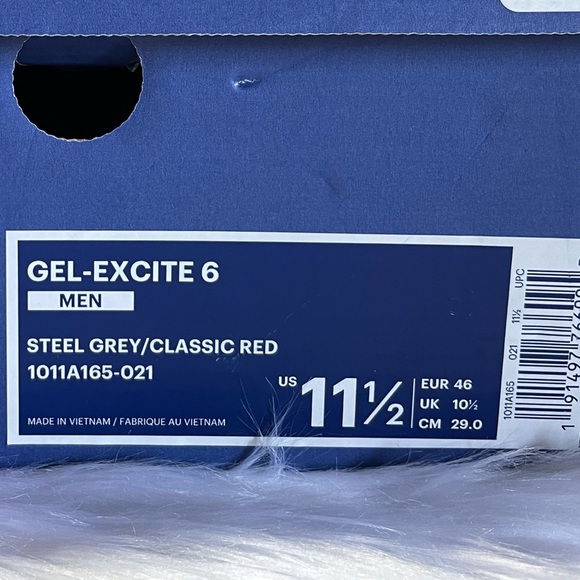 GEL-EXCITE 6
MEN
STEEL GREY/CLASSIC RED
1011A165-021
MADE IN VIETNAM / FABRIQUE AU VIETNAM
US 11½
EUR 46
UK 10½
CM 29.0
1011A165 021 11½ UPC